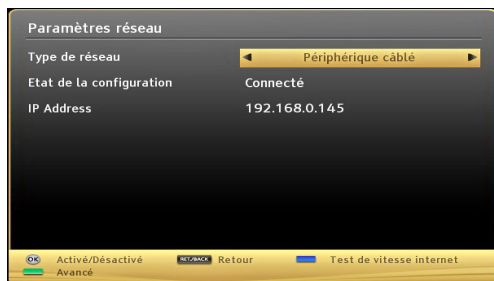 Paramètres réseau
Type de réseau
Périphérique câblé
Etat de la configuration
Connecté
IP Address
192.168.0.145
OK Activé/Désactivé RET./BACK Retour Test de vitesse internet
Avancé